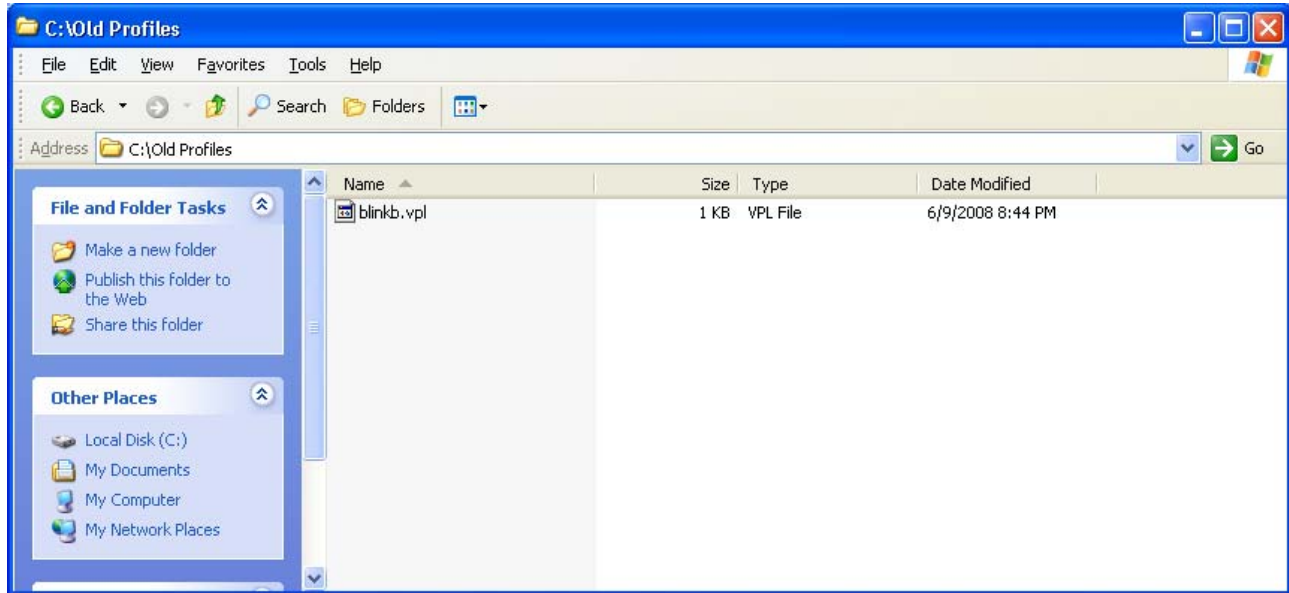 C:\Old Profiles
File Edit View Favorites Tools Help
Back Search Folders
Address C:\Old Profiles Go
File and Folder Tasks
Make a new folder
Publish this folder to
the Web
Share this folder
Other Places
Local Disk (C:)
My Documents
My Computer
My Network Places
Name Size Type Date Modified
blinkb.vpl 1 KB VPL File 6/9/2008 8:44 PM